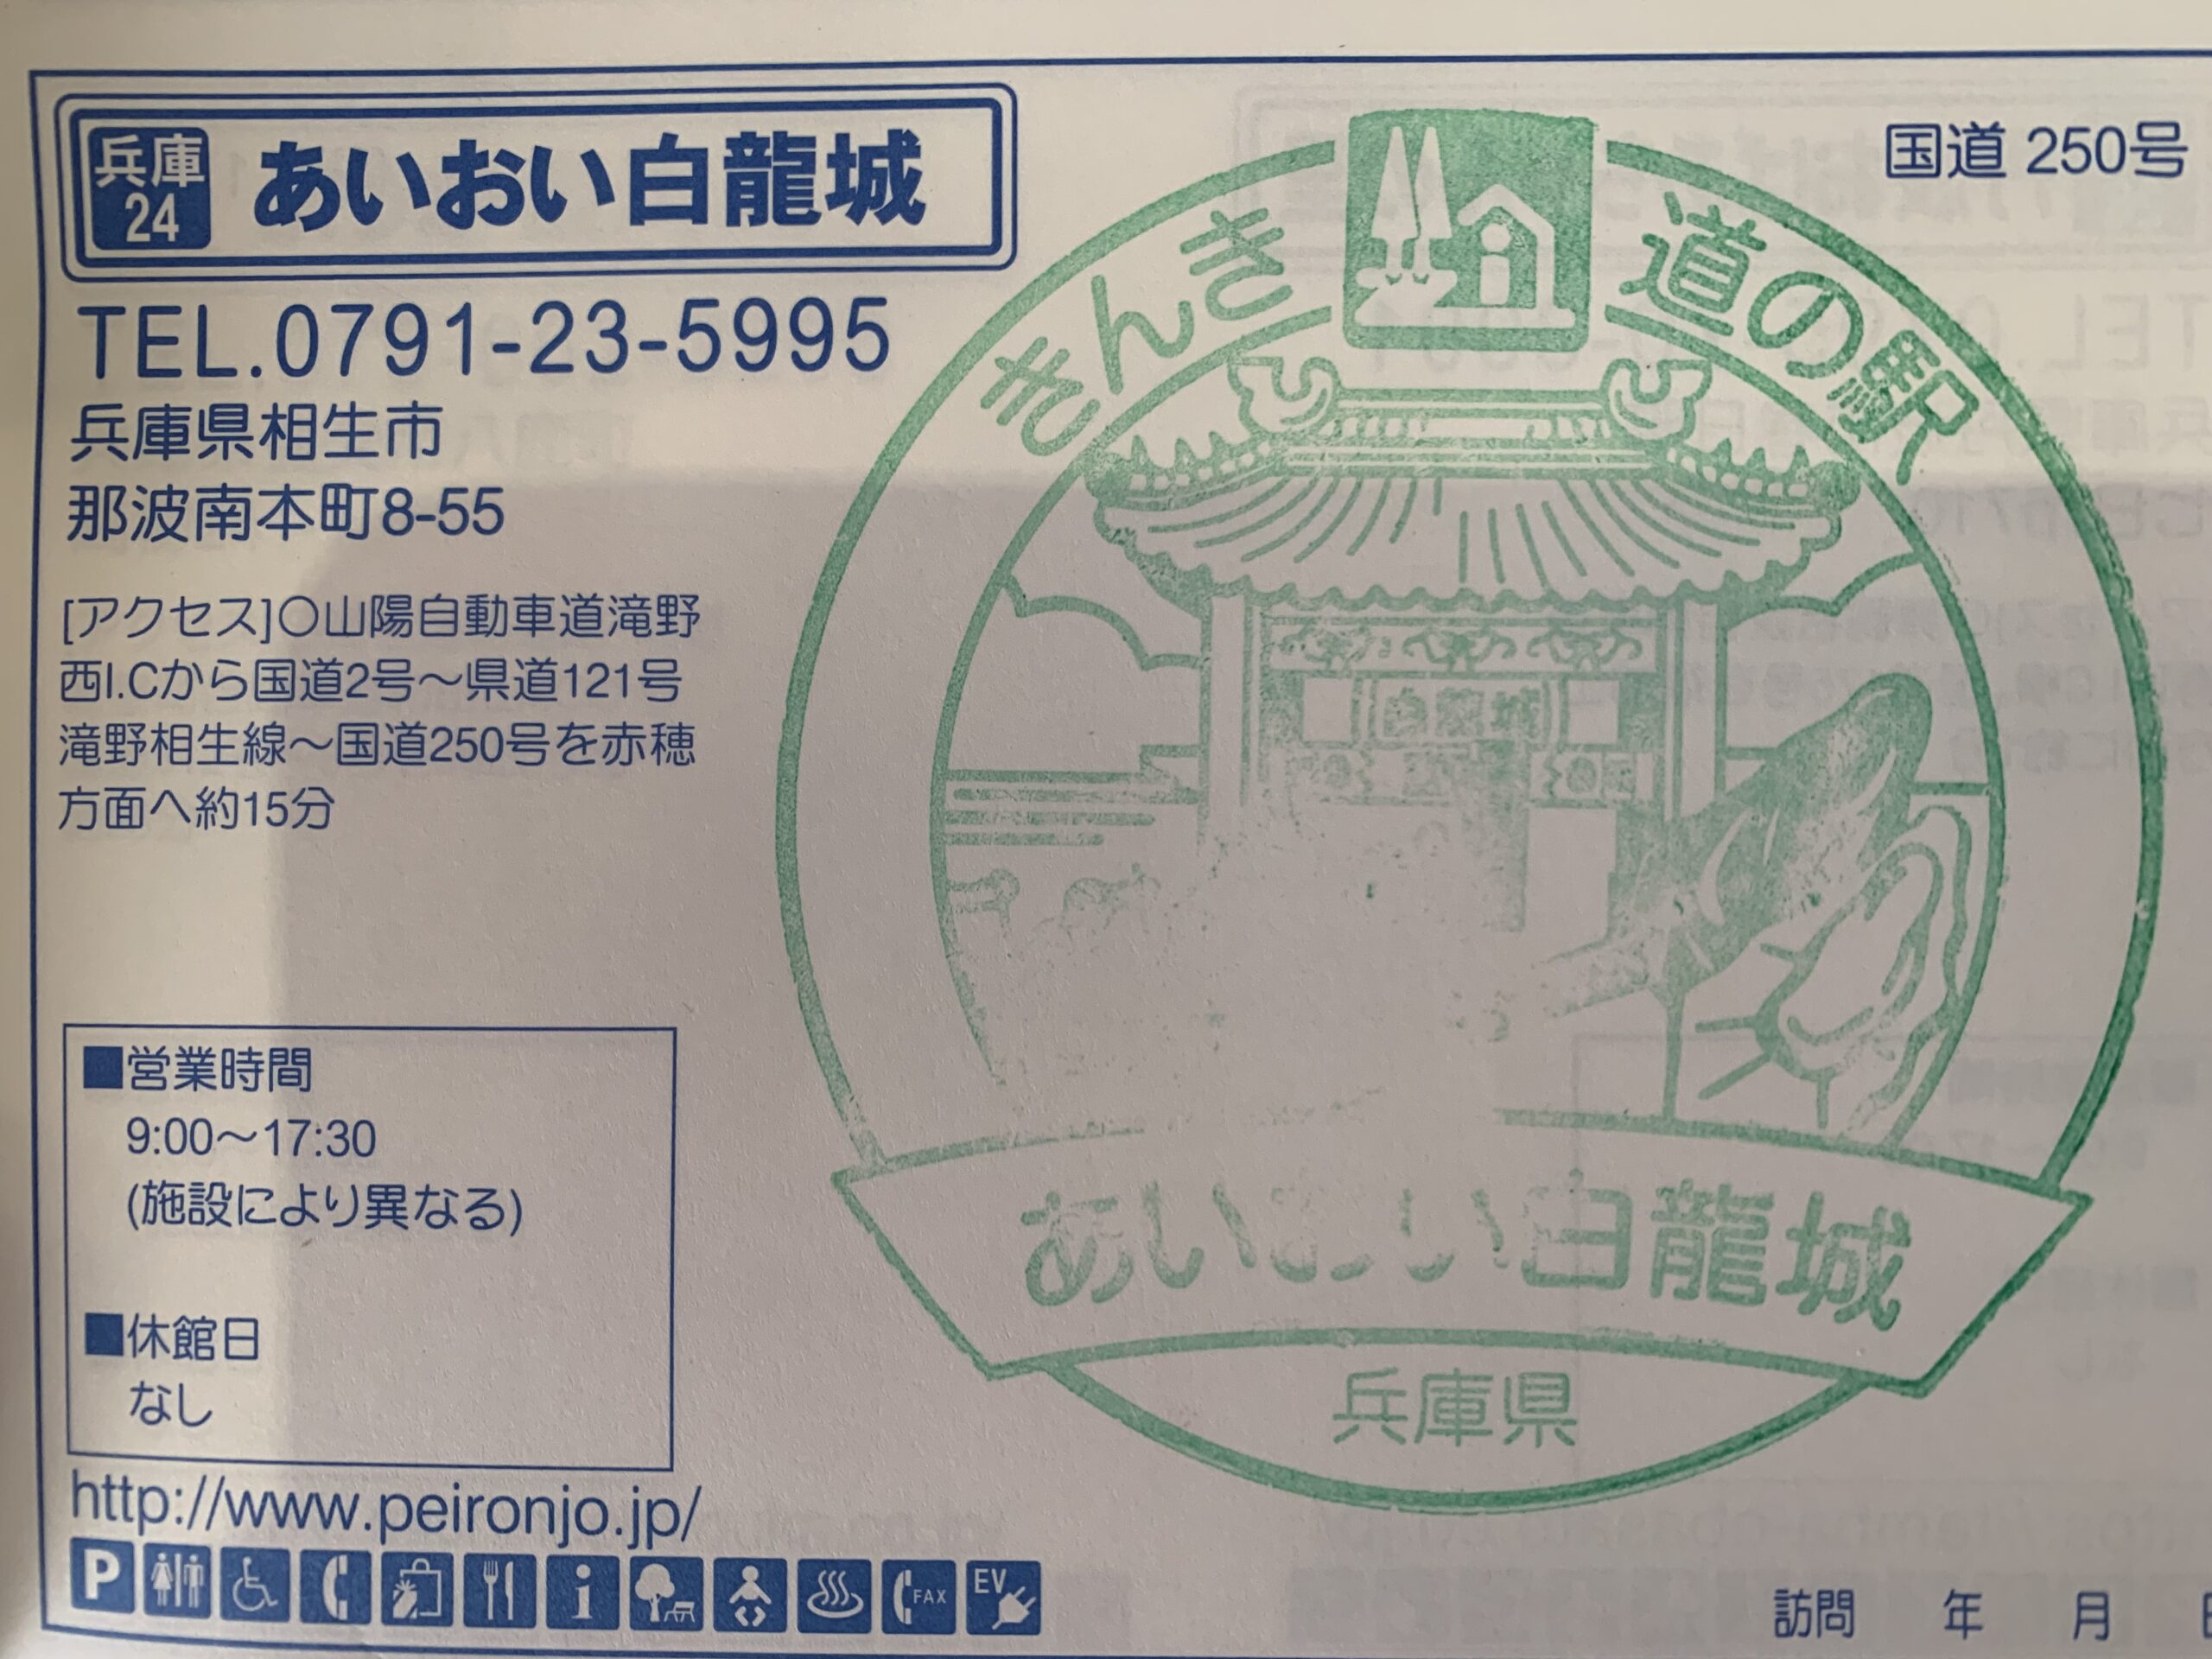 兵庫
24
あいおい白龍城
国道 250号
TEL.0791-23-5995
兵庫県相生市
那波南本町8-55
[アクセス]〇山陽自動車道滝野
西I.Cから国道2号～県道121号
滝野相生線～国道250号を赤穂
方面へ約15分
■営業時間
9:00～17:30
(施設により異なる)
■休館日
なし
http://www.peironjo.jp/
P
i
FAX
EV
きんき 道の駅
白龍城
あいおい白龍城
兵庫県
訪問 年 月